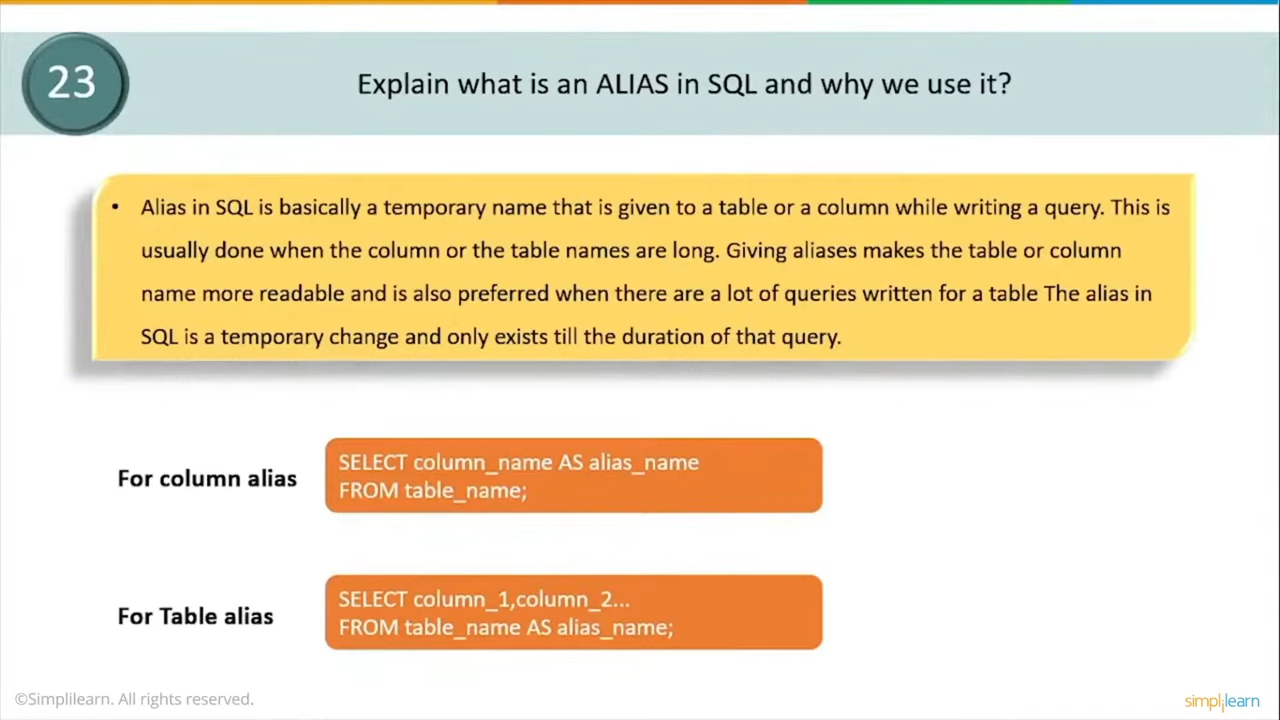 23
Explain what is an ALIAS in SQL and why we use it?
• Alias in SQL is basically a temporary name that is given to a table or a column while writing a query. This is
usually done when the column or the table names are long. Giving aliases makes the table or column
name more readable and is also preferred when there are a lot of queries written for a table The alias in
SQL is a temporary change and only exists till the duration of that query.
For column alias
SELECT column_name AS alias_name
FROM table_name;
For Table alias
SELECT column_1,column_2...
FROM table_name AS alias_name;
©Simplilearn. All rights reserved.
simplilearn